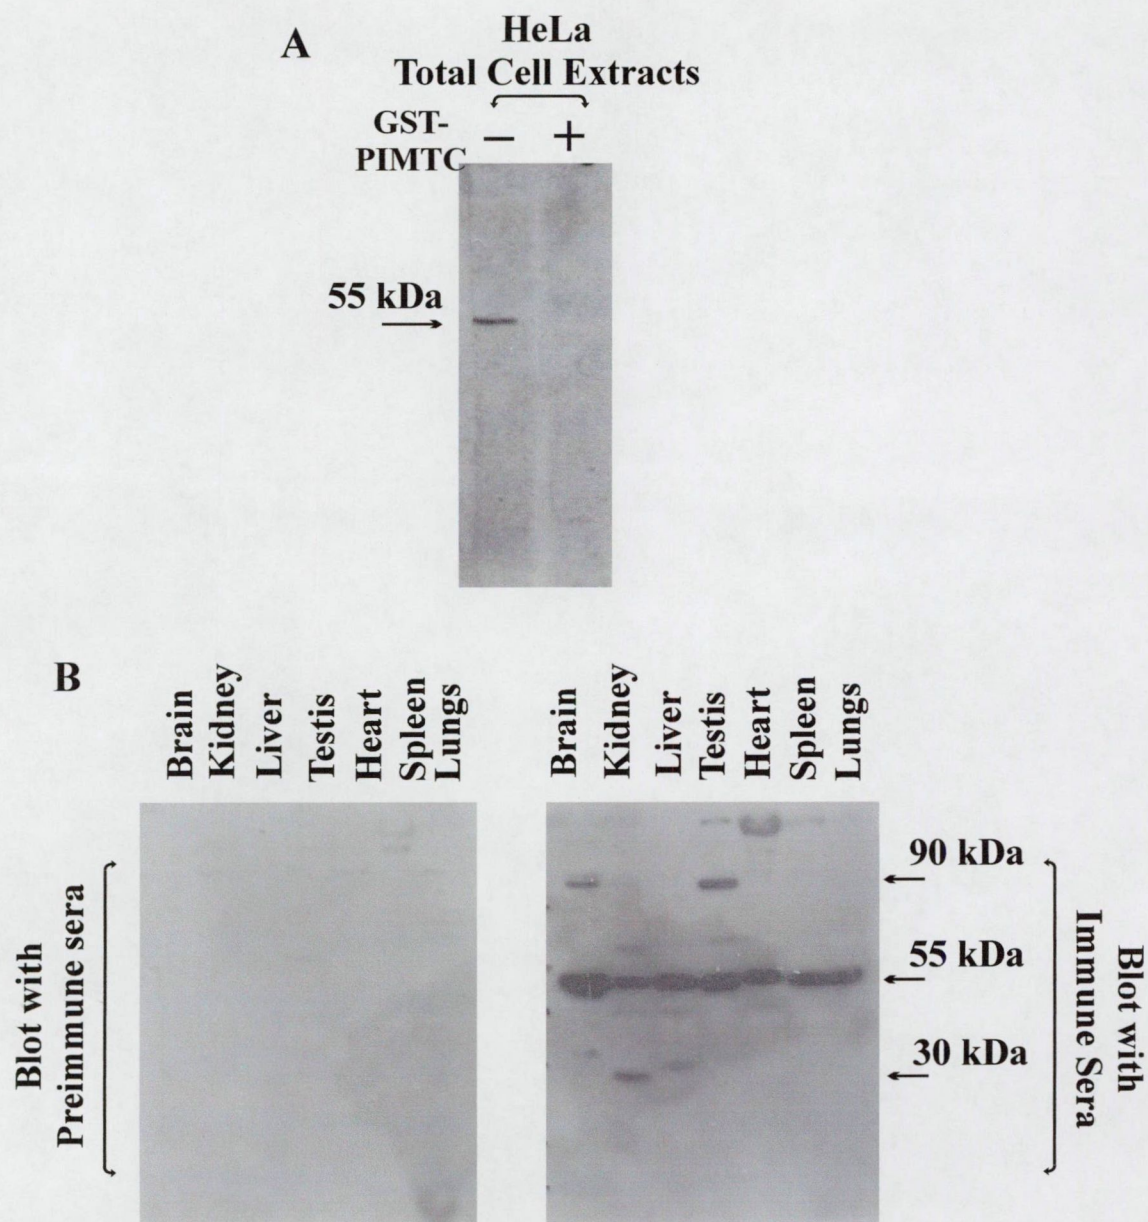 A
HeLa
Total Cell Extracts
GST-
PIMTC
− +
55 kDa
B
Brain
Kidney
Liver
Testis
Heart
Spleen
Lungs
Brain
Kidney
Liver
Testis
Heart
Spleen
Lungs
Blot with
Preimmune sera
90 kDa
55 kDa
30 kDa
Blot with
Immune Sera